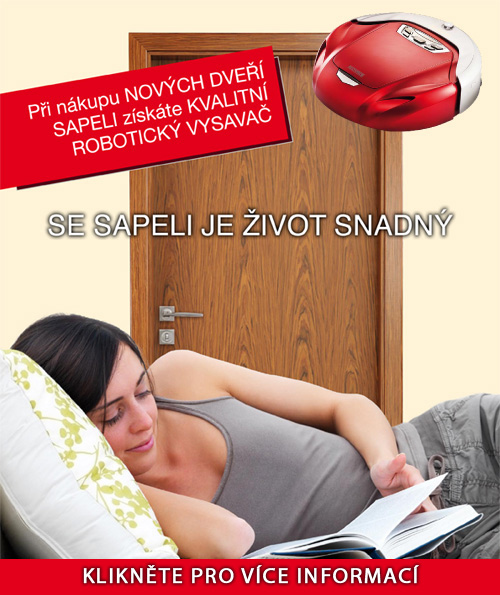 Při nákupu NOVÝCH DVEŘÍ
SAPELI získáte KVALITNÍ
ROBOTICKÝ VYSAVAČ
SE SAPELI JE ŽIVOT SNADNÝ
KLIKNĚTE PRO VÍCE INFORMACÍ